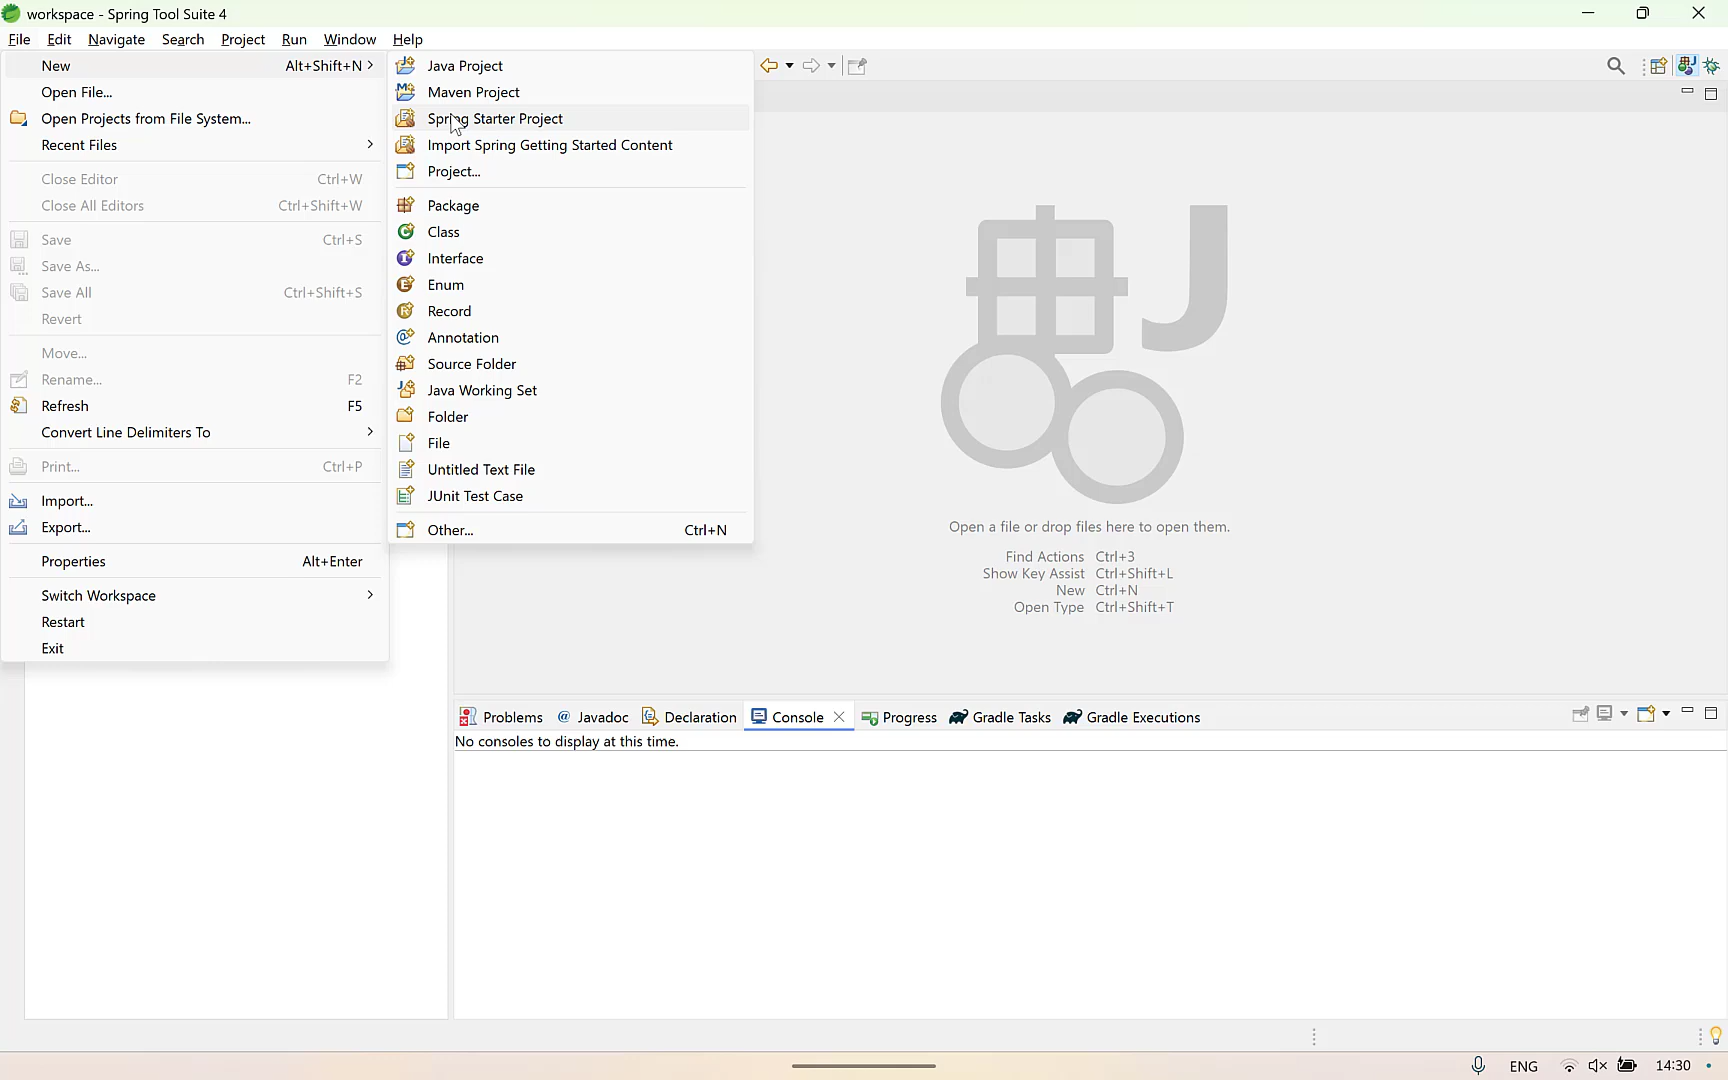 workspace - Spring Tool Suite 4
File Edit Navigate Search Project Run Window Help
New Alt+Shift+N
Open File...
Open Projects from File System...
Recent Files
Close Editor Ctrl+W
Close All Editors Ctrl+Shift+W
Save Ctrl+S
Save As...
Save All Ctrl+Shift+S
Revert
Move...
Rename... F2
Refresh F5
Convert Line Delimiters To
Print... Ctrl+P
Import...
Export...
Properties Alt+Enter
Switch Workspace
Restart
Exit
Java Project
Maven Project
Spring Starter Project
Import Spring Getting Started Content
Project...
Package
Class
Interface
Enum
Record
Annotation
Source Folder
Java Working Set
Folder
File
Untitled Text File
JUnit Test Case
Other... Ctrl+N
J
Open a file or drop files here to open them.
Find Actions Ctrl+3
Show Key Assist Ctrl+Shift+L
New Ctrl+N
Open Type Ctrl+Shift+T
Problems @ Javadoc Declaration Console Progress Gradle Tasks Gradle Executions
No consoles to display at this time.
ENG 14:30